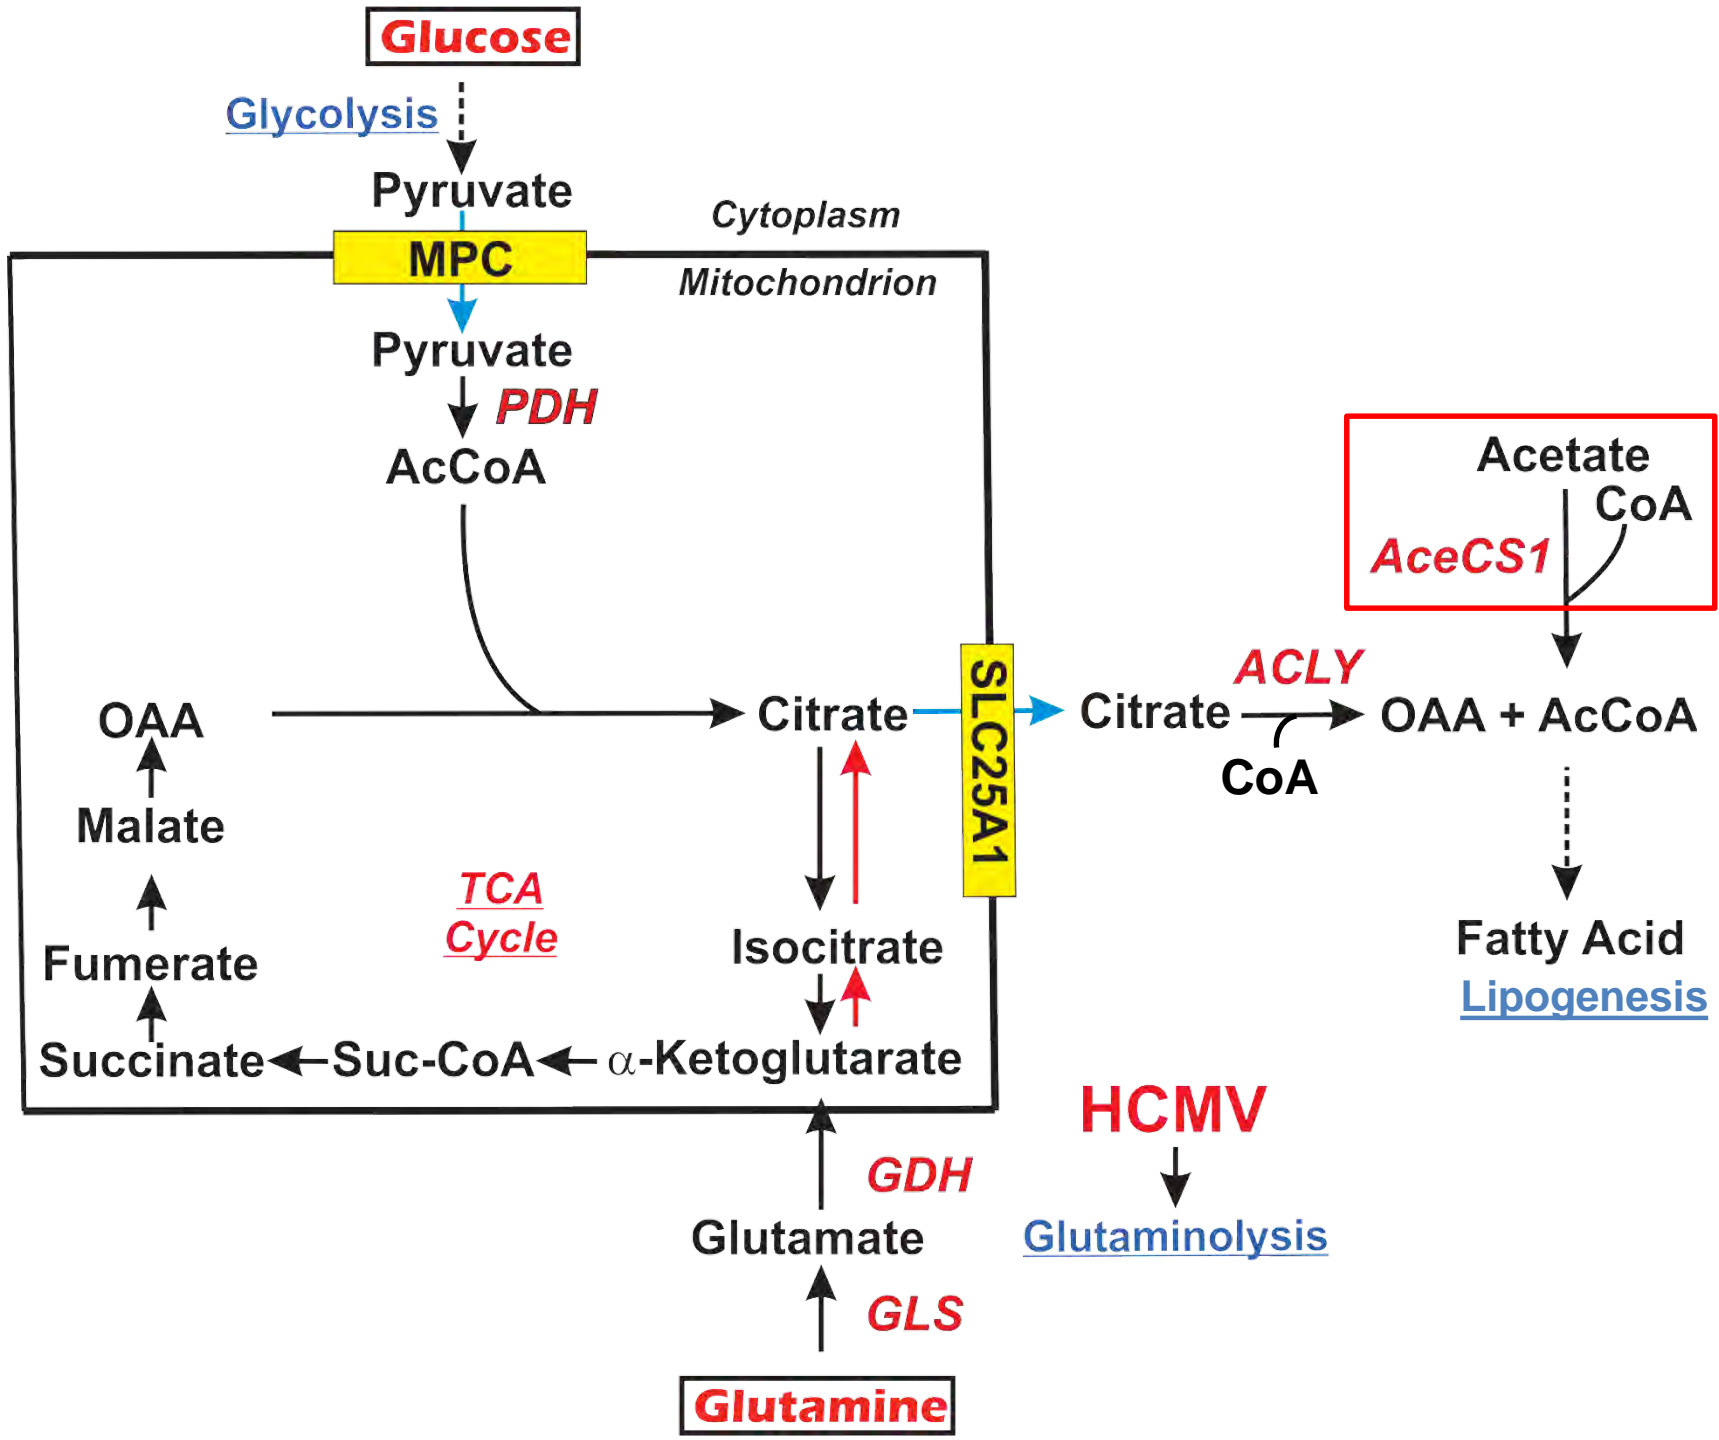 Glucose
Glycolysis
Pyruvate
Cytoplasm
MPC
Mitochondrion
Pyruvate
PDH
AcCoA
Acetate
CoA
AceCS1
SLC25A1
ACLY
OAA
Citrate
Citrate
OAA + AcCoA
CoA
Malate
TCA
Cycle
Fumerate
Isocitrate
Fatty Acid
Lipogenesis
Succinate
Suc-CoA
α-Ketoglutarate
HCMV
GDH
Glutamate
Glutaminolysis
GLS
Glutamine